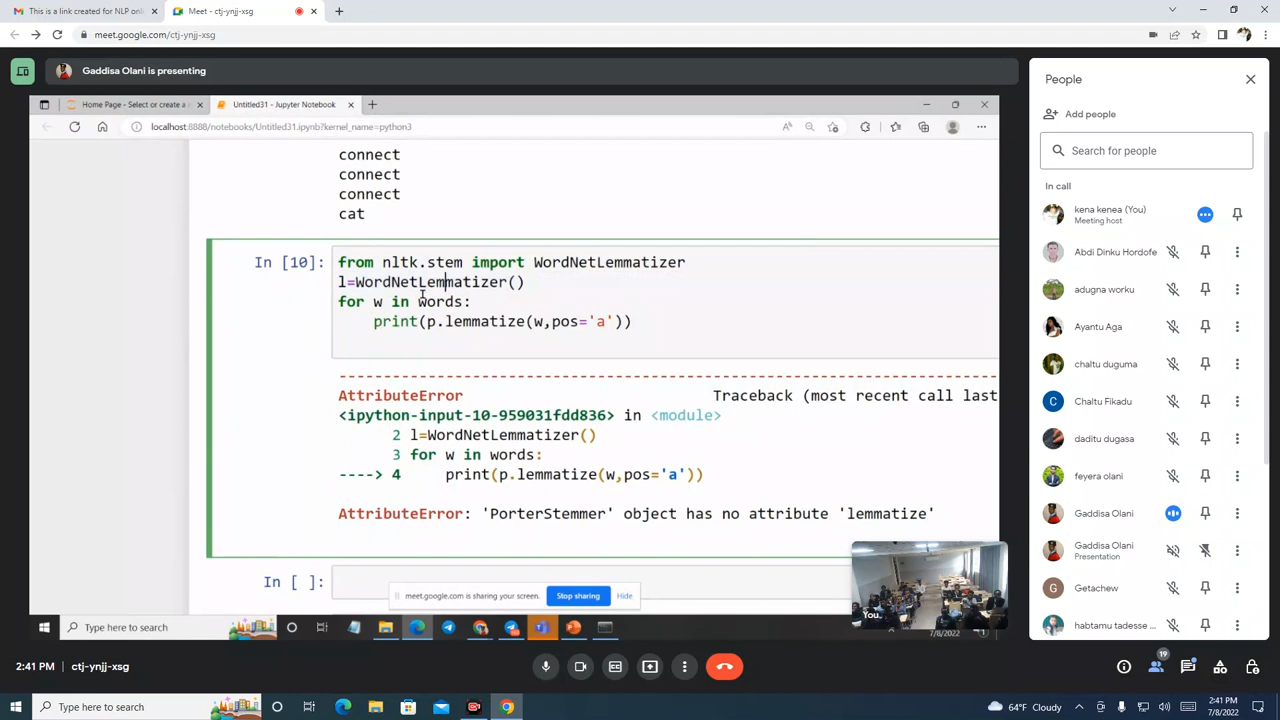 This is a link created for NLP onli
Meet - ctj-ynjj-xsg
meet.google.com/ctj-ynjj-xsg
Gaddisa Olani is presenting
Home Page - Select or create a n
Untitled31 - Jupyter Notebook
localhost:8888/notebooks/Untitled31.ipynb?kernel_name=python3
connect
connect
connect
cat
In [10]:
from nltk.stem import WordNetLemmatizer
l=WordNetLemmatizer()
for w in words:
print(p.lemmatize(w,pos='a'))
---------------------------------------------------------------------------
AttributeError Traceback (most recent call last
<ipython-input-10-959031fdd836> in <module>
2 l=WordNetLemmatizer()
3 for w in words:
----> 4 print(p.lemmatize(w,pos='a'))
AttributeError: 'PorterStemmer' object has no attribute 'lemmatize'
In [ ]:
meet.google.com is sharing your screen.
Stop sharing
Hide
You
Type here to search
7/8/2022
People
Add people
Search for people
In call
kena kenea (You)
Meeting host
Abdi Dinku Hordofe
adugna worku
Ayantu Aga
chaltu duguma
C
Chaltu Fikadu
daditu dugasa
feyera olani
Gaddisa Olani
Gaddisa Olani
Presentation
G
Getachew
habtamu tadesse ...
2:41 PM
ctj-ynjj-xsg
19
Type here to search
64°F Cloudy
2:41 PM
7/8/2022